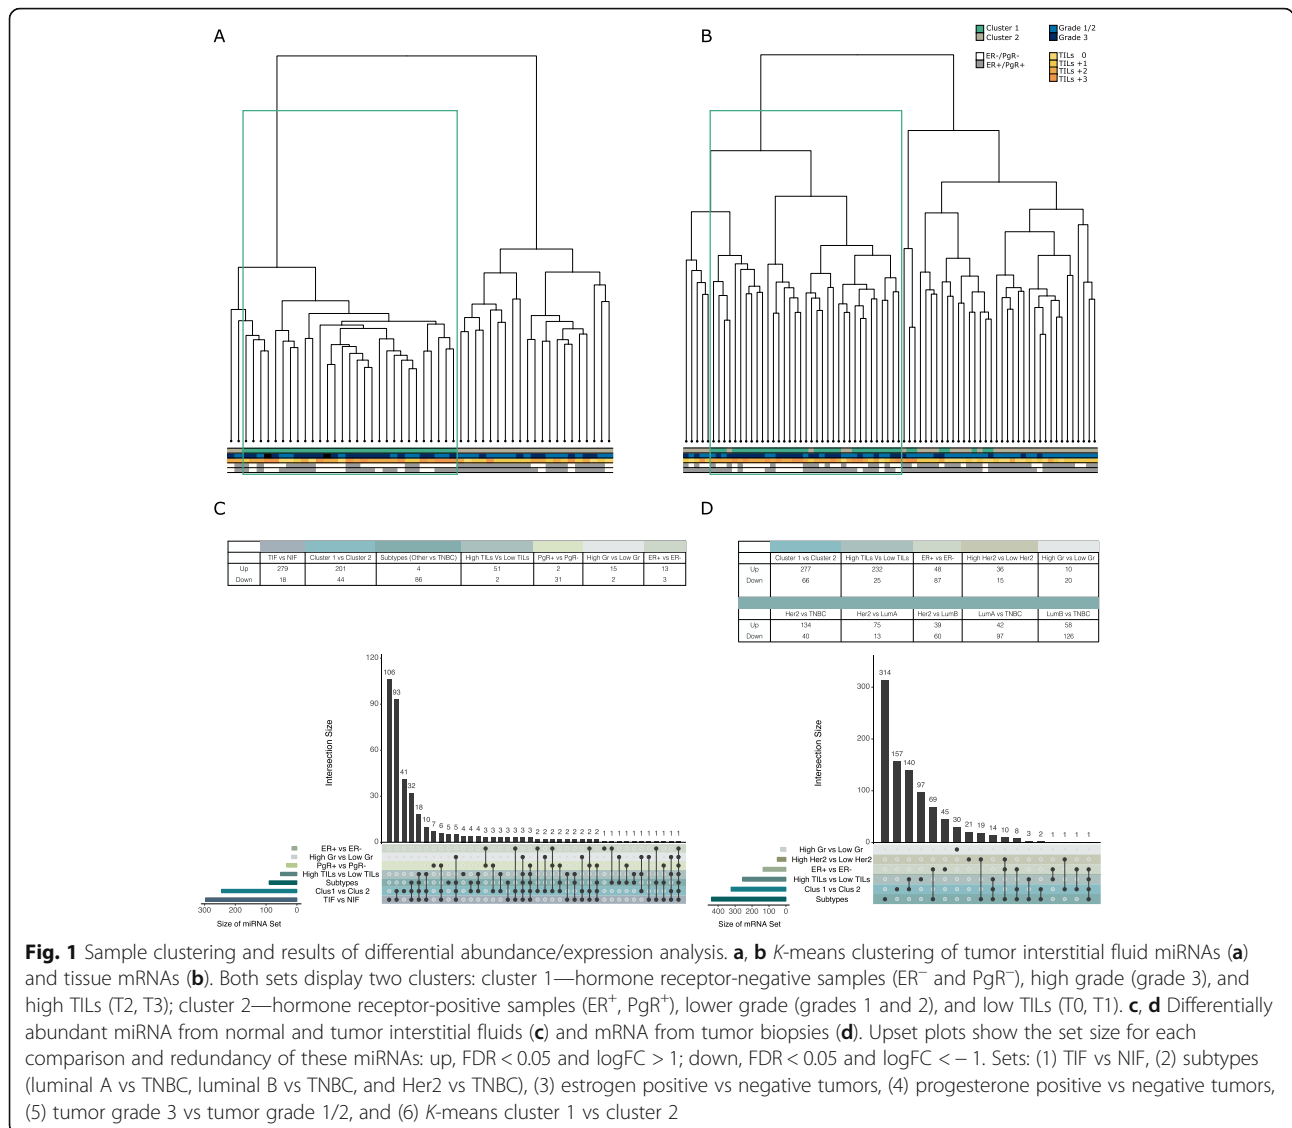 A
B
Cluster 1
Cluster 2
Grade 1/2
Grade 3
ER-/PgR-
ER+/PgR+
TILs 0
TILs +1
TILs +2
TILs +3
C
TIF vs NIF Cluster 1 vs Cluster 2 Subtypes (Other vs TNBC) High TILs Vs Low TILs PgR+ vs PgR- High Gr vs Low Gr ER+ vs ER-
Up 279 201 4 51 2 15 13
Down 18 44 86 2 31 2 3
D
Cluster 1 vs Cluster 2 High TILs Vs Low TILs ER+ vs ER- High Her2 vs Low Her2 High Gr vs Low Gr
Up 277 232 48 36 10
Down 66 25 87 15 20
Her2 vs TNBC Her2 vs LumA Her2 vs LumB LumA vs TNBC LumB vs TNBC
Up 134 75 39 42 58
Down 40 13 60 97 126
120
90
60
30
0
Intersection Size
106 93 41 32 18 10 7 6 5 5 4 4 4 3 3 3 3 3 3 3 2 2 2 2 2 2 2 2 2 1 1 1 1 1 1 1 1 1 1 1
ER+ vs ER-
High Gr vs Low Gr
PgR+ vs PgR-
High TILs vs Low TILs
Subtypes
Clus1 vs Clus 2
TIF vs NIF
300 200 100 0
Size of miRNA Set
300
200
100
0
Intersection Size
314 157 140 97 69 45 30 21 19 14 10 8 3 2 1 1 1 1
High Gr vs Low Gr
High Her2 vs Low Her2
ER+ vs ER-
High TILs vs Low TILs
Clus 1 vs Clus 2
Subtypes
400 300 200 100 0
Size of mRNA Set
Fig. 1 Sample clustering and results of differential abundance/expression analysis. a, b K-means clustering of tumor interstitial fluid miRNAs (a)
and tissue mRNAs (b). Both sets display two clusters: cluster 1—hormone receptor-negative samples (ER− and PgR−), high grade (grade 3), and
high TILs (T2, T3); cluster 2—hormone receptor-positive samples (ER+, PgR+), lower grade (grades 1 and 2), and low TILs (T0, T1). c, d Differentially
abundant miRNA from normal and tumor interstitial fluids (c) and mRNA from tumor biopsies (d). Upset plots show the set size for each
comparison and redundancy of these miRNAs: up, FDR < 0.05 and logFC > 1; down, FDR < 0.05 and logFC < − 1. Sets: (1) TIF vs NIF, (2) subtypes
(luminal A vs TNBC, luminal B vs TNBC, and Her2 vs TNBC), (3) estrogen positive vs negative tumors, (4) progesterone positive vs negative tumors,
(5) tumor grade 3 vs tumor grade 1/2, and (6) K-means cluster 1 vs cluster 2